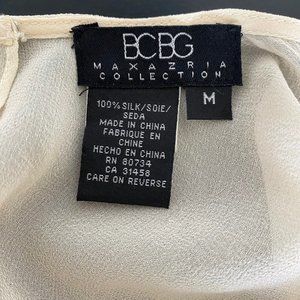 BCBG
MAXAZRIA
COLLECTION
M
100% SILK/SOIE/
SEDA
MADE IN CHINA
FABRIQUE EN
CHINE
HECHO EN CHINA
RN 80734
CA 31458
CARE ON REVERSE